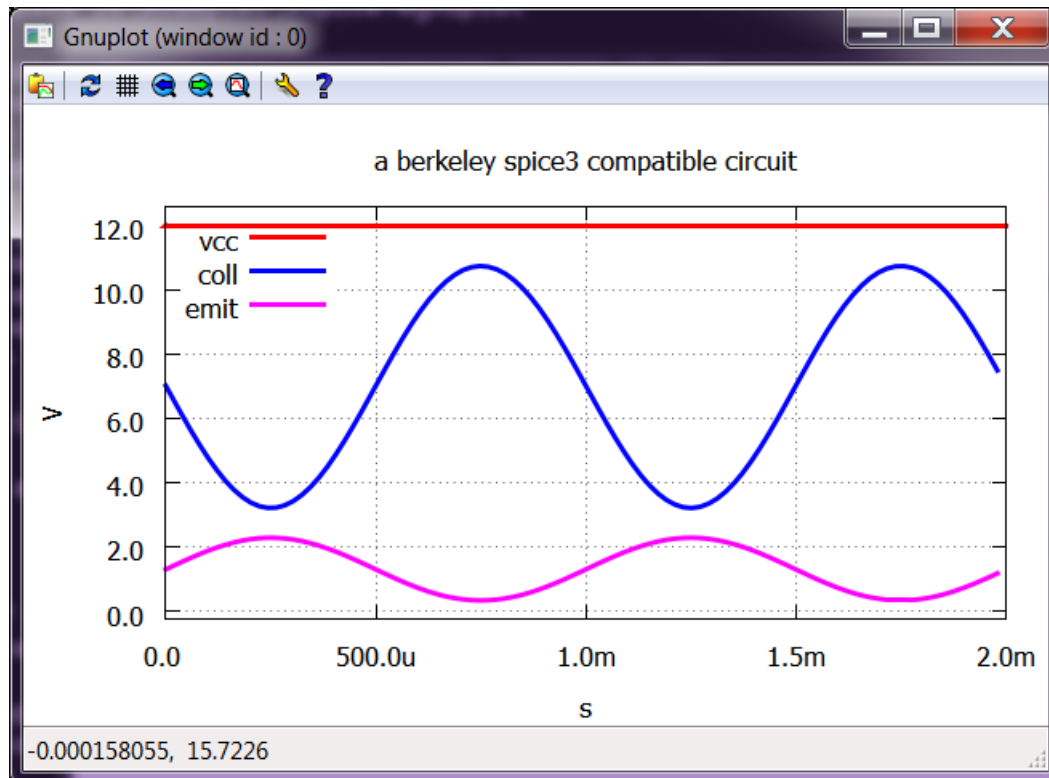 Gnuplot (window id : 0)
a berkeley spice3 compatible circuit
12.0
10.0
8.0
6.0
4.0
2.0
0.0
vcc
coll
emit
v
0.0 500.0u 1.0m 1.5m 2.0m
s
-0.000158055, 15.7226